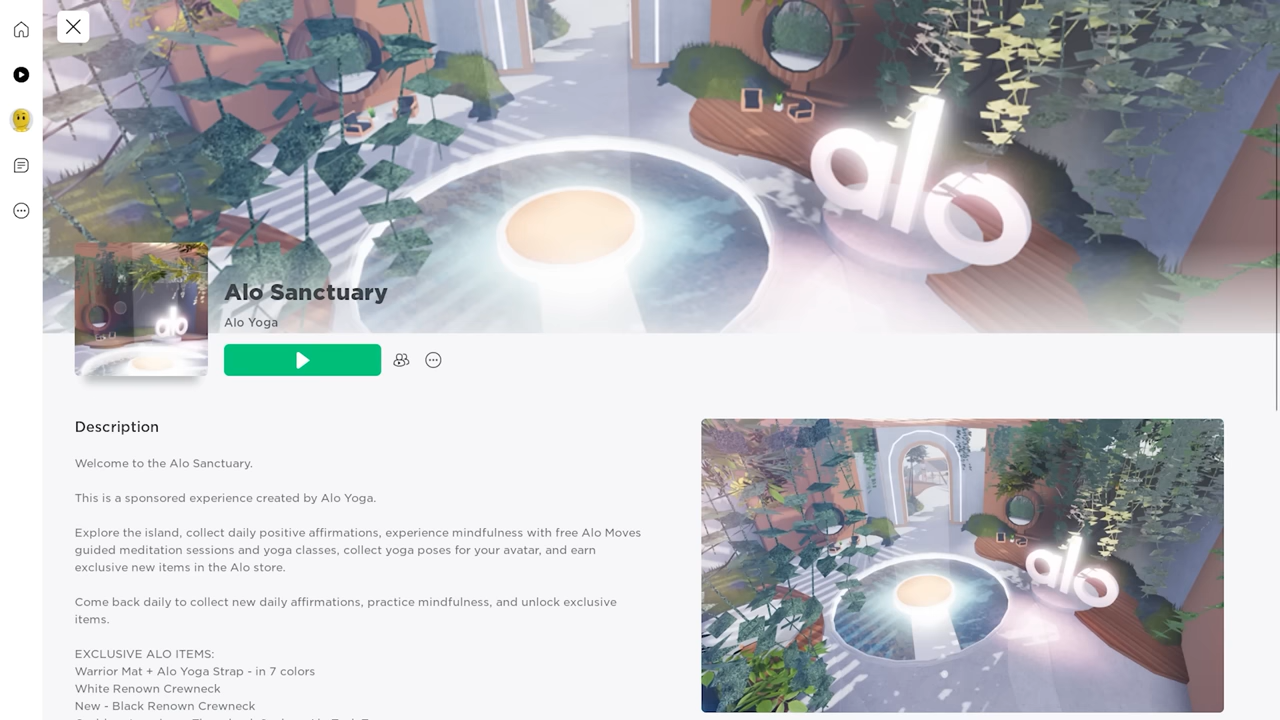 alo
alo
Alo Sanctuary
Alo Yoga
Description
Welcome to the Alo Sanctuary.
This is a sponsored experience created by Alo Yoga.
Explore the island, collect daily positive affirmations, experience mindfulness with free Alo Moves
guided meditation sessions and yoga classes, collect yoga poses for your avatar, and earn
exclusive new items in the Alo store.
Come back daily to collect new daily affirmations, practice mindfulness, and unlock exclusive
items.
EXCLUSIVE ALO ITEMS:
Warrior Mat + Alo Yoga Strap - in 7 colors
White Renown Crewneck
New - Black Renown Crewneck
alo